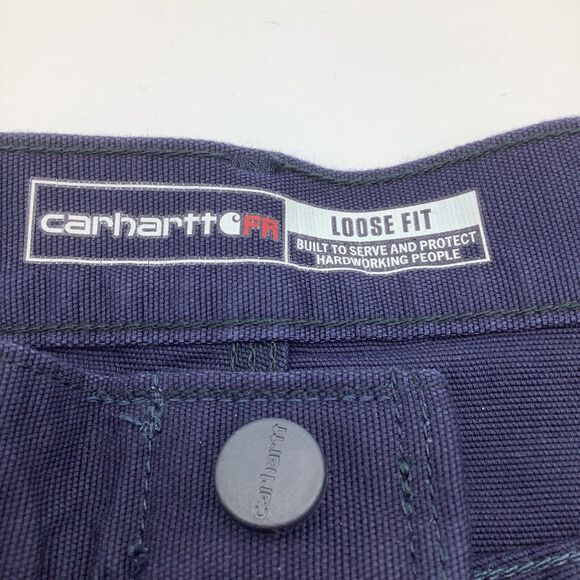 carhartt FR
LOOSE FIT
BUILT TO SERVE AND PROTECT
HARDWORKING PEOPLE
carhartt